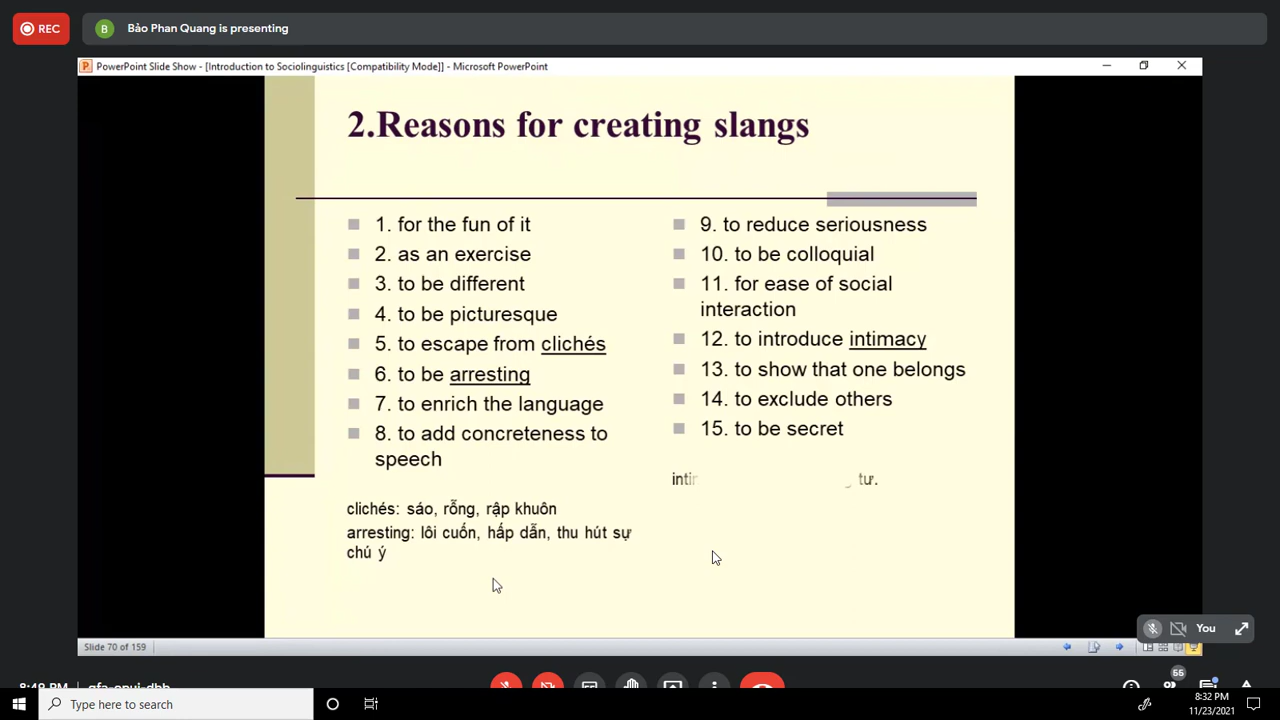 REC
B
Bảo Phan Quang is presenting
PowerPoint Slide Show - [Introduction to Sociolinguistics [Compatibility Mode]] - Microsoft PowerPoint
2.Reasons for creating slangs
1. for the fun of it
2. as an exercise
3. to be different
4. to be picturesque
5. to escape from clichés
6. to be arresting
7. to enrich the language
8. to add concreteness to
speech
9. to reduce seriousness
10. to be colloquial
11. for ease of social
interaction
12. to introduce intimacy
13. to show that one belongs
14. to exclude others
15. to be secret
tư.
clichés: sáo, rỗng, rập khuôn
arresting: lôi cuốn, hấp dẫn, thu hút sự
chú ý
You
Slide 70 of 159
55
Type here to search
8:32 PM
11/23/2021